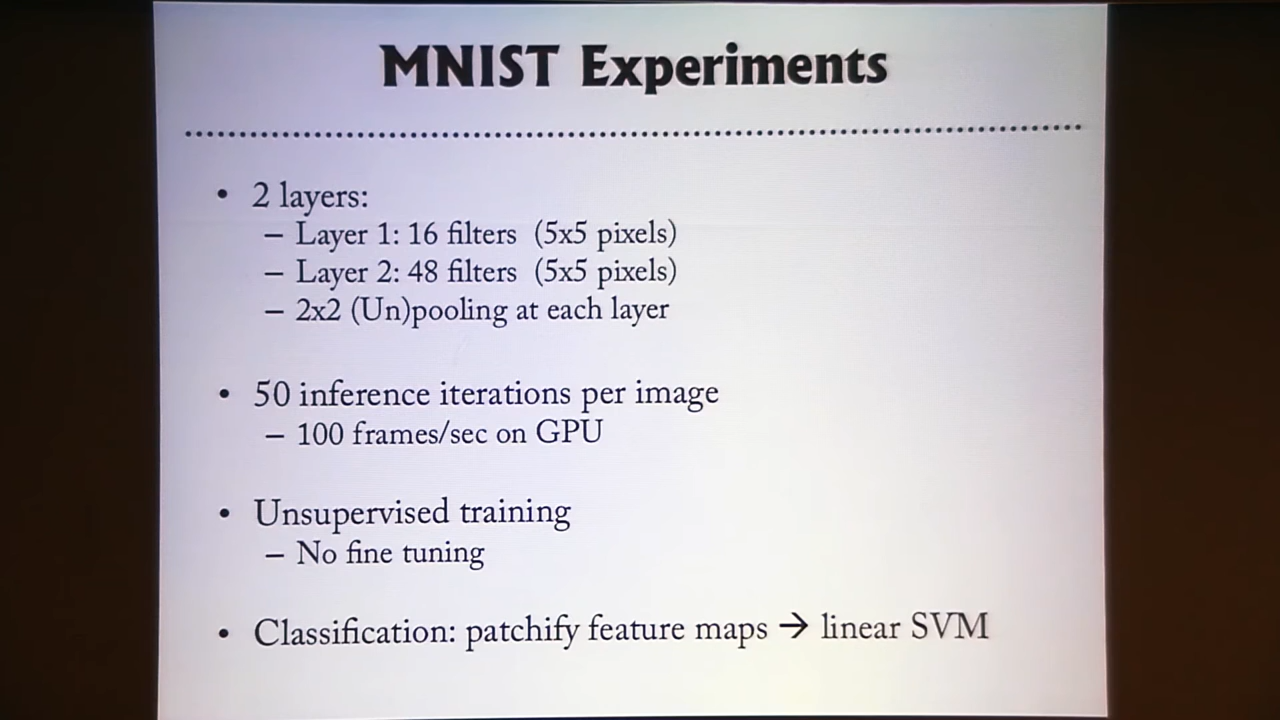 MNIST Experiments
• 2 layers:
– Layer 1: 16 filters (5x5 pixels)
– Layer 2: 48 filters (5x5 pixels)
– 2x2 (Un)pooling at each layer
• 50 inference iterations per image
– 100 frames/sec on GPU
• Unsupervised training
– No fine tuning
• Classification: patchify feature maps → linear SVM